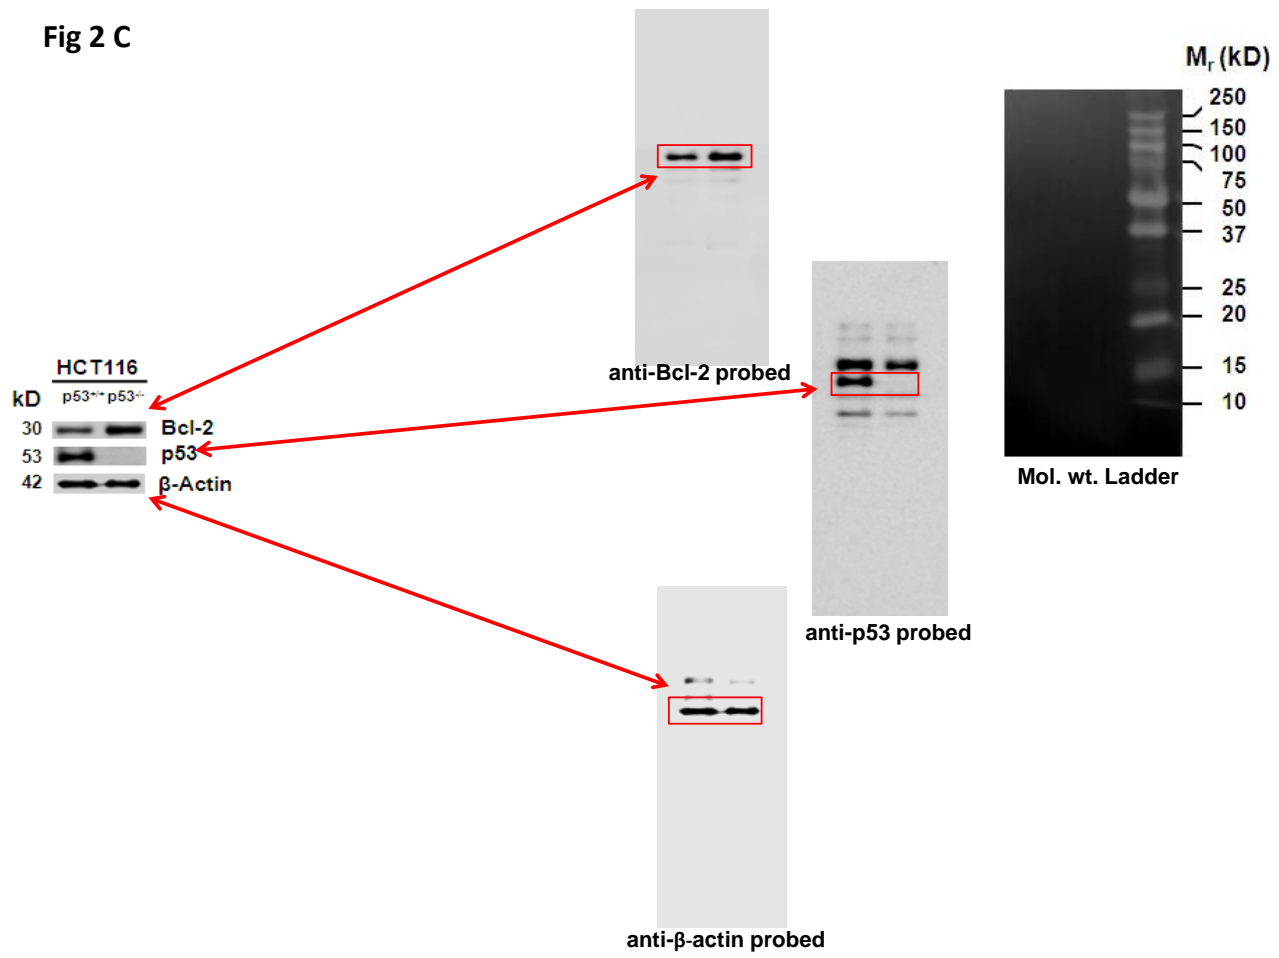 Fig 2 C
HCT116
kD p53+/+ p53-/-
30 Bcl-2
53 p53
42 β-Actin
anti-Bcl-2 probed
anti-p53 probed
anti-β-actin probed
Mr (kD)
250
150
100
75
50
37
25
20
15
10
Mol. wt. Ladder